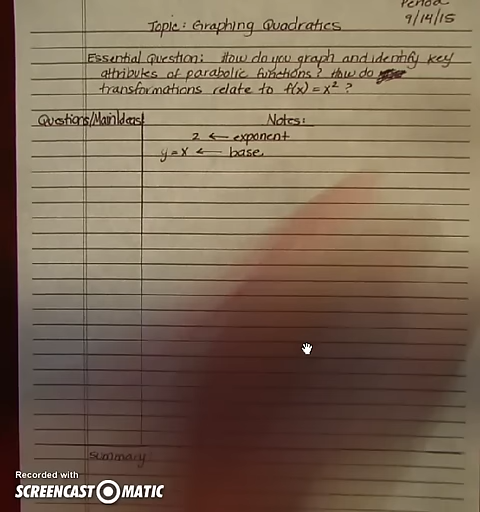 Period
9/14/15
Topic: Graphing Quadratics
Essential Question: How do you graph and identify key
attributes of parabolic functions? How do
transformations relate to f(x) = x² ?
Questions/Main Ideas
Notes:
2 ← exponent
y = x ← base
summary
Recorded with
SCREENCAST-O-MATIC